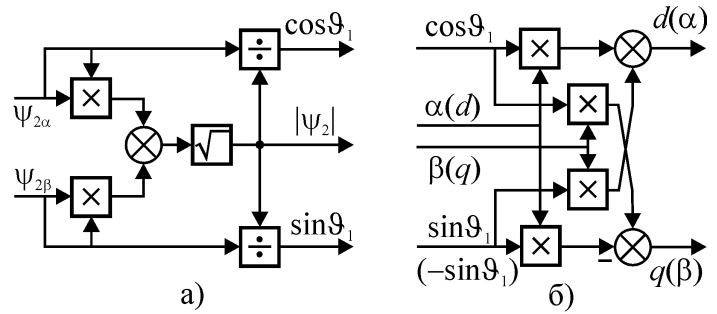 cosϑ₁
÷
×
ψ₂α
|ψ₂|
√
ψ₂β
×
÷
sinϑ₁
а)
cosϑ₁
×
d(α)
×
α(d)
β(q)
×
sinϑ₁
×
–
(–sinϑ₁)
q(β)
б)